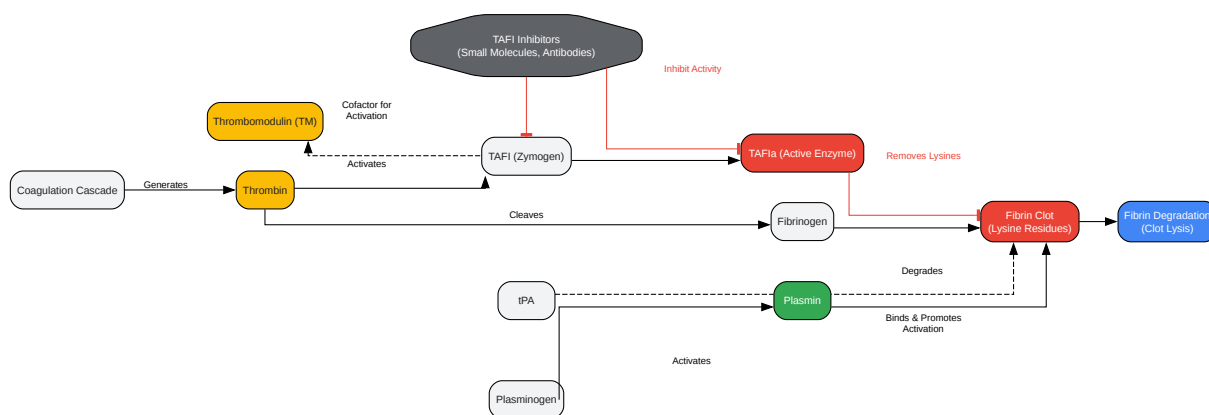 TAFI Inhibitors
(Small Molecules, Antibodies)
Inhibit Activity
Thrombomodulin (TM)
Cofactor for
Activation
Activates
TAFI (Zymogen)
TAFIa (Active Enzyme)
Removes Lysines
Coagulation Cascade
Generates
Thrombin
Cleaves
Fibrinogen
Fibrin Clot
(Lysine Residues)
Fibrin Degradation
(Clot Lysis)
Degrades
tPA
Plasmin
Binds & Promotes
Activation
Activates
Plasminogen